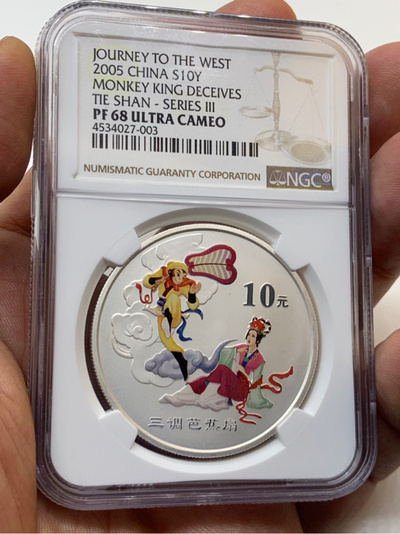 JOURNEY TO THE WEST
2005 CHINA S10Y
MONKEY KING DECEIVES
TIE SHAN - SERIES III
PF 68 ULTRA CAMEO
4534027-003
NUMISMATIC GUARANTY CORPORATION
NGC®
10元
三调芭蕉扇